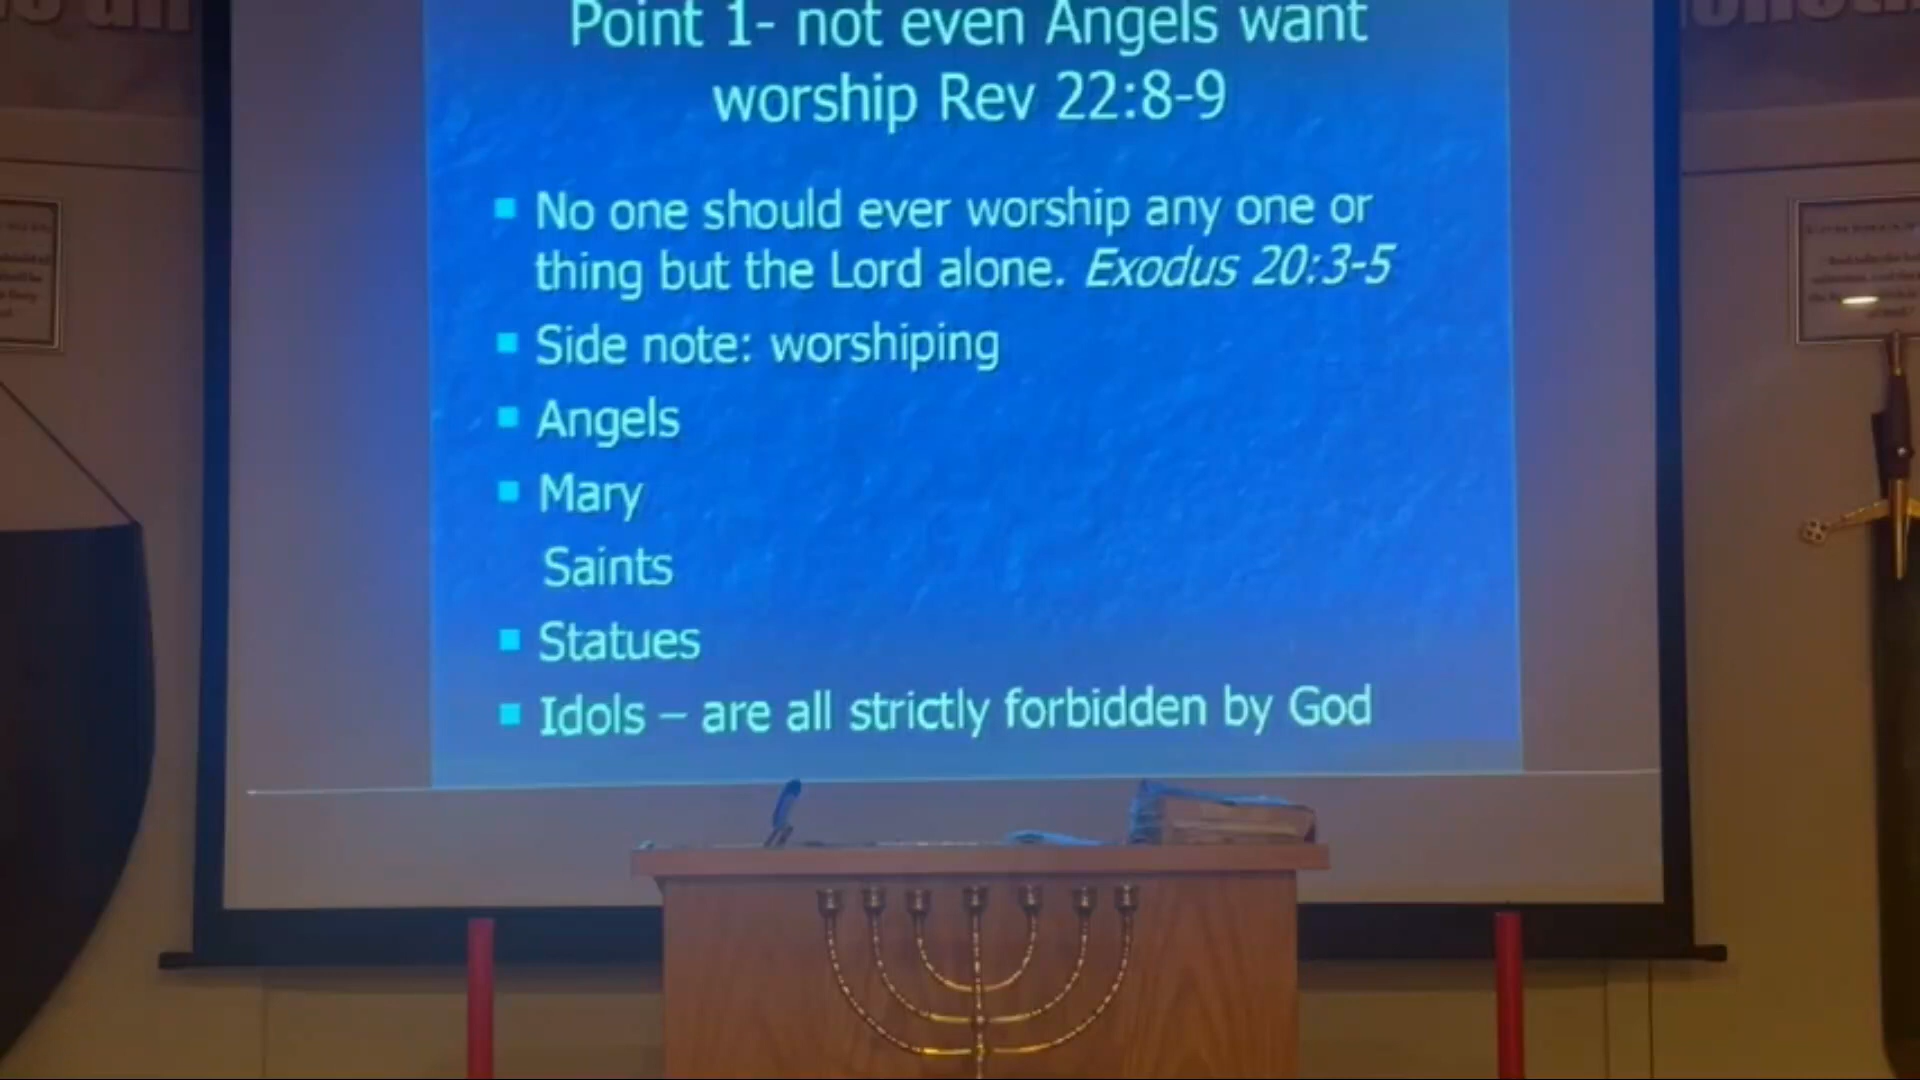 Point 1- not even Angels want
worship Rev 22:8-9
No one should ever worship any one or
thing but the Lord alone. Exodus 20:3-5
Side note: worshiping
Angels
Mary
Saints
Statues
Idols – are all strictly forbidden by God